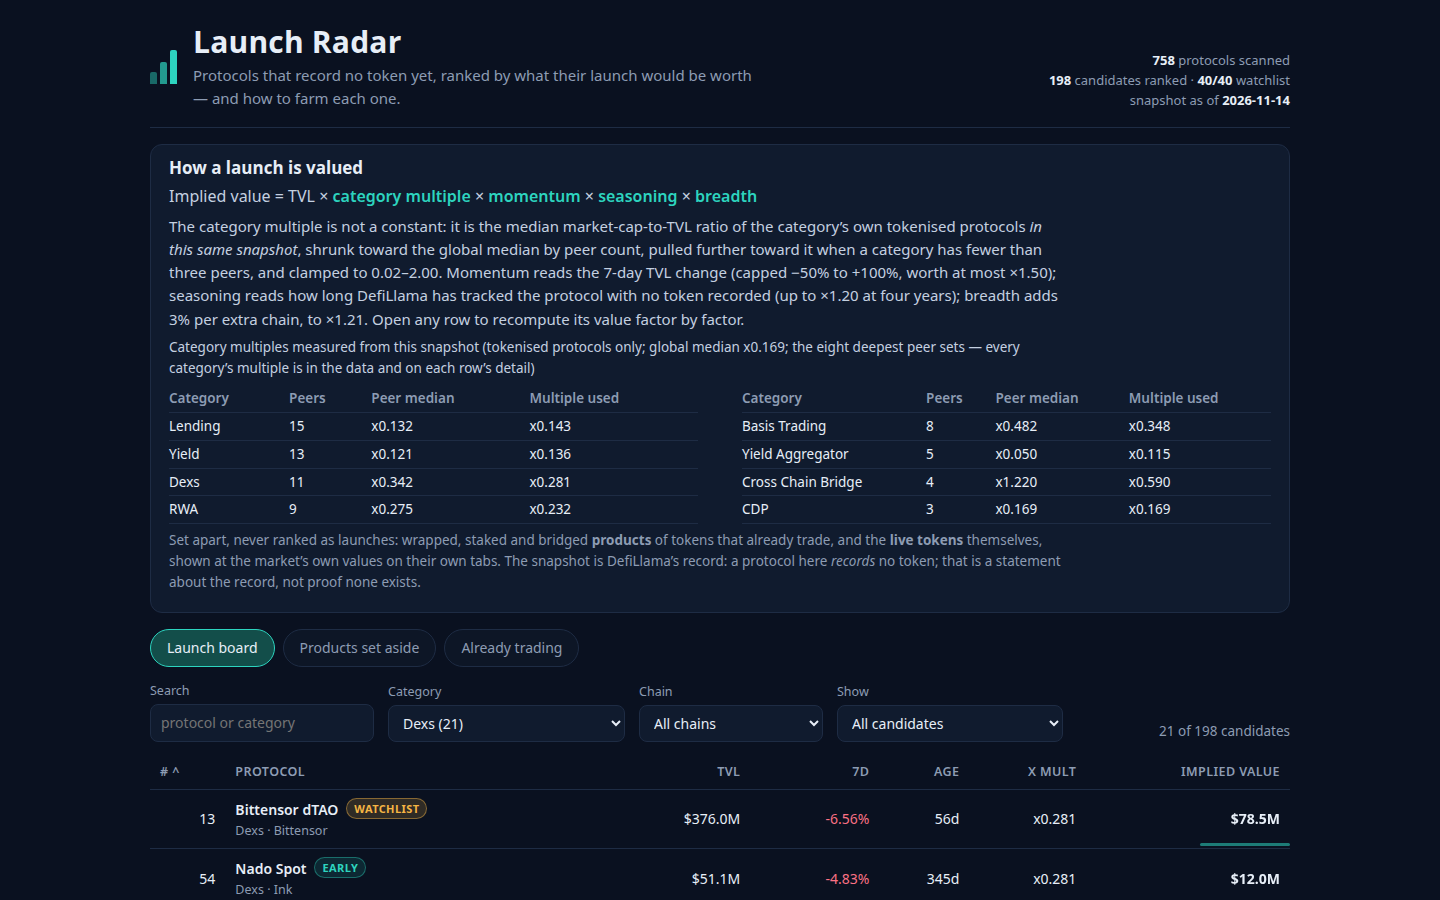 Launch Radar
Protocols that record no token yet, ranked by what their launch would be worth
— and how to farm each one.
758 protocols scanned
198 candidates ranked · 40/40 watchlist
snapshot as of 2026-11-14
How a launch is valued
Implied value = TVL × category multiple × momentum × seasoning × breadth
The category multiple is not a constant: it is the median market-cap-to-TVL ratio of the category's own tokenised protocols in
this same snapshot, shrunk toward the global median by peer count, pulled further toward it when a category has fewer than
three peers, and clamped to 0.02–2.00. Momentum reads the 7-day TVL change (capped −50% to +100%, worth at most ×1.50);
seasoning reads how long DefiLlama has tracked the protocol with no token recorded (up to ×1.20 at four years); breadth adds
3% per extra chain, to ×1.21. Open any row to recompute its value factor by factor.
Category multiples measured from this snapshot (tokenised protocols only; global median x0.169; the eight deepest peer sets — every
category's multiple is in the data and on each row's detail)
Category Peers Peer median Multiple used
Lending 15 x0.132 x0.143
Yield 13 x0.121 x0.136
Dexs 11 x0.342 x0.281
RWA 9 x0.275 x0.232
Category Peers Peer median Multiple used
Basis Trading 8 x0.482 x0.348
Yield Aggregator 5 x0.050 x0.115
Cross Chain Bridge 4 x1.220 x0.590
CDP 3 x0.169 x0.169
Set apart, never ranked as launches: wrapped, staked and bridged products of tokens that already trade, and the live tokens themselves,
shown at the market's own values on their own tabs. The snapshot is DefiLlama's record: a protocol here records no token; that is a statement
about the record, not proof none exists.
Launch board Products set aside Already trading
Search Category Chain Show
protocol or category Dexs (21) All chains All candidates 21 of 198 candidates
# ^ PROTOCOL TVL 7D AGE X MULT IMPLIED VALUE
13 Bittensor dTAO WATCHLIST $376.0M -6.56% 56d x0.281 $78.5M
Dexs · Bittensor
54 Nado Spot EARLY $51.1M -4.83% 345d x0.281 $12.0M
Dexs · Ink